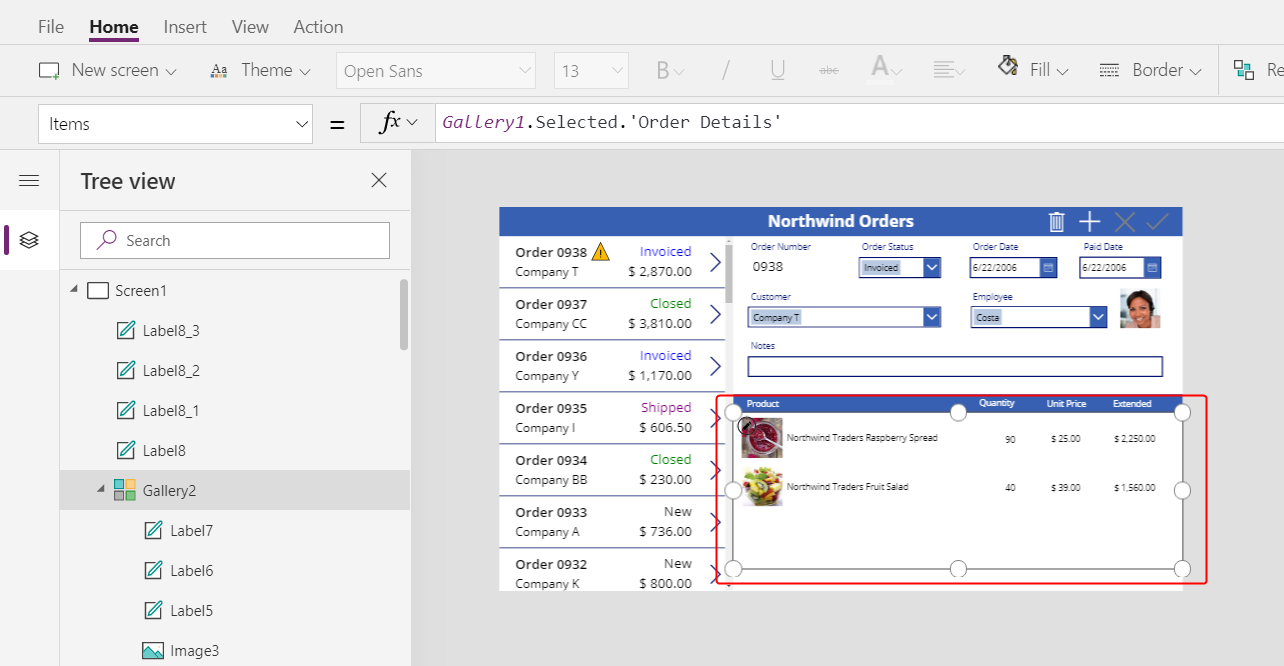 File Home Insert View Action
New screen Aa Theme Open Sans 13 B / U abc A Fill Border Re
Items = fx Gallery1.Selected.'Order Details'
Tree view
Search
Screen1
Label8_3
Label8_2
Label8_1
Label8
Gallery2
Label7
Label6
Label5
Image3
Northwind Orders
Order 0938 Invoiced
Company T $ 2,870.00
Order 0937 Closed
Company CC $ 3,810.00
Order 0936 Invoiced
Company Y $ 1,170.00
Order 0935 Shipped
Company I $ 606.50
Order 0934 Closed
Company BB $ 230.00
Order 0933 New
Company A $ 736.00
Order 0932 New
Company K $ 800.00
Order Number Order Status Order Date Paid Date
0938 Invoiced 6/22/2006 6/22/2006
Customer Employee
Company T Costa
Notes
Product Quantity Unit Price Extended
Northwind Traders Raspberry Spread 90 $ 25.00 $ 2,250.00
Northwind Traders Fruit Salad 40 $ 39.00 $ 1,560.00